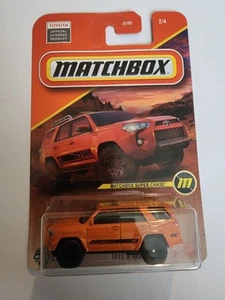 TOYOTA
OFFICIAL
LICENSED
PRODUCT
2/4
MATCHBOX
MATCHBOX SUPER CHASE
m